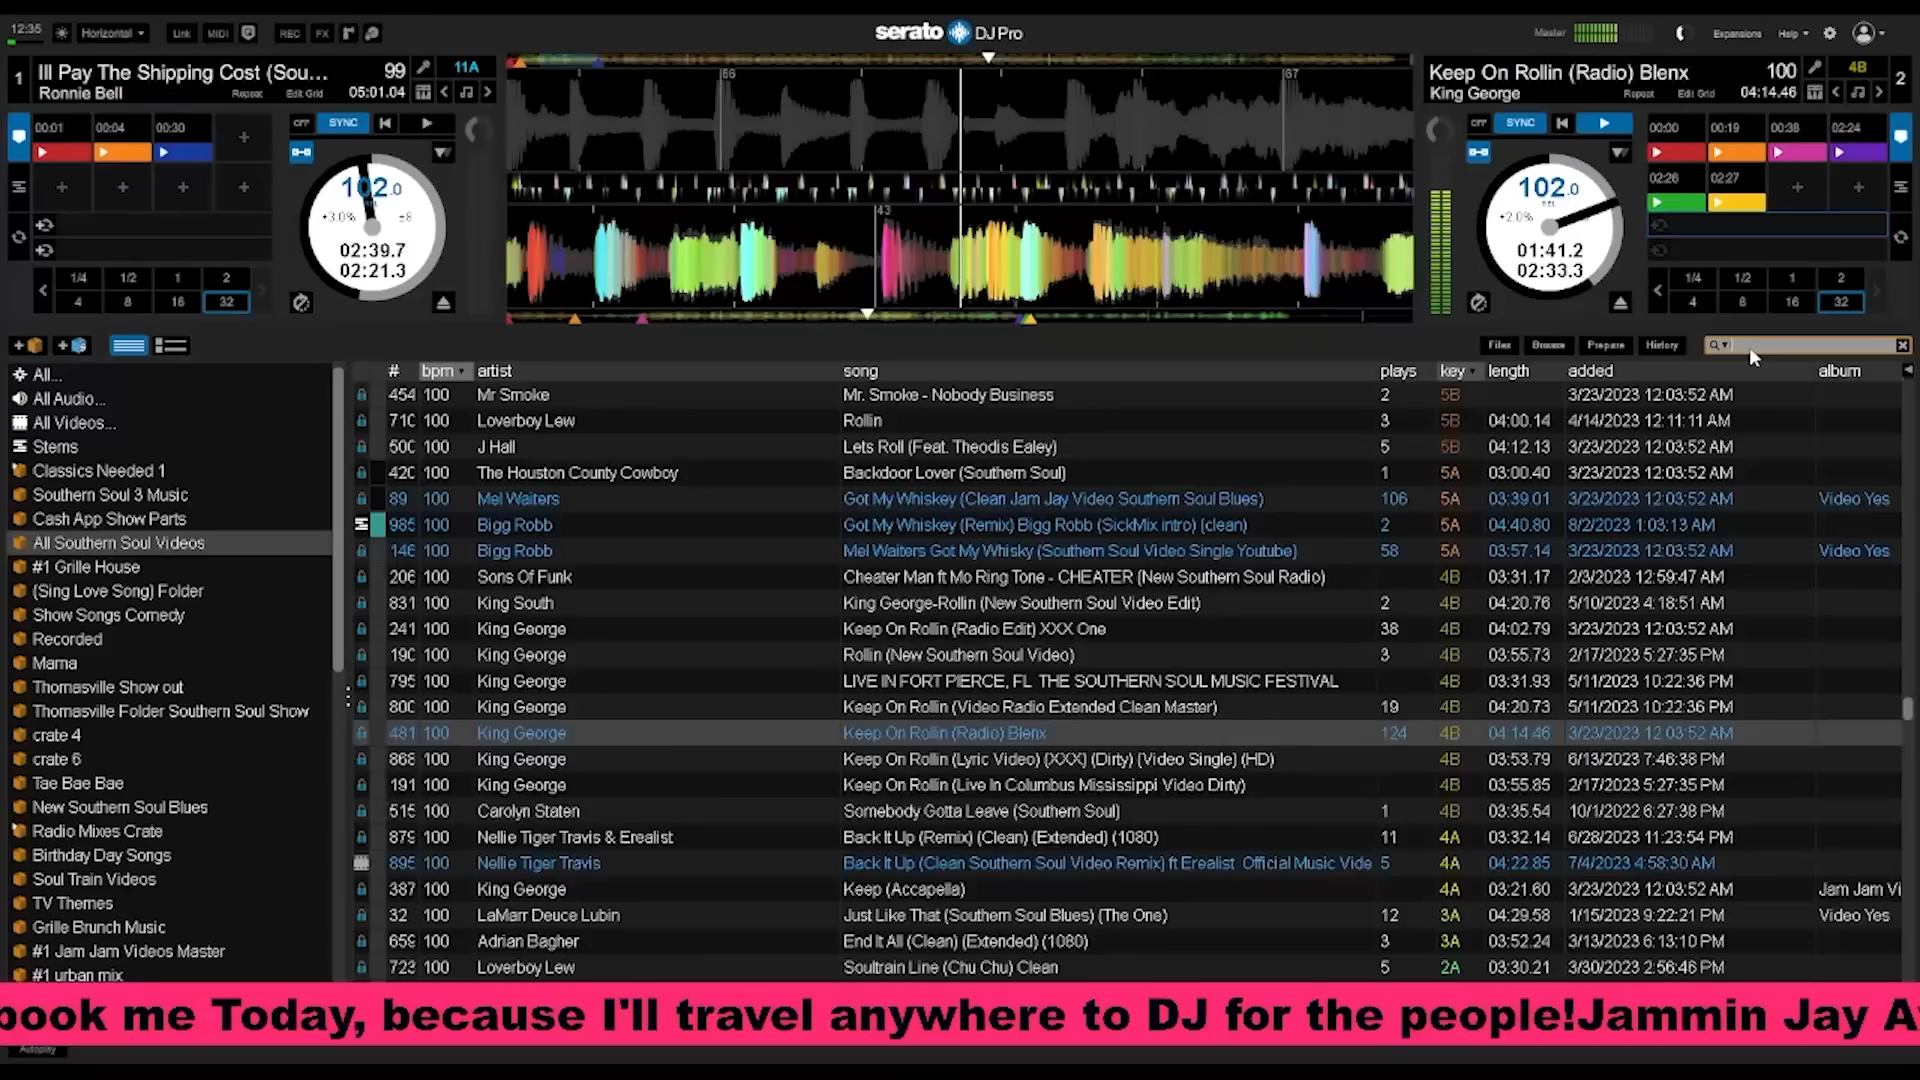 12:35 Horizontal Link MIDI REC FX serato DJ Pro Master Expansions Help
1 Ill Pay The Shipping Cost (Sou... 99 11A
Ronnie Bell Repeat Edit Grid 05:01.04
Keep On Rollin (Radio) Blenx 100 4B 2
King George Repeat Edit Grid 04:14.46
00:01 00:04 00:30
OFF SYNC
102.0
+3.0% ±8
02:39.7
02:21.3
1/4 1/2 1 2
4 8 16 32
66 67
43
OFF SYNC
102.0
+2.0%
01:41.2
02:33.3
00:00 00:19 00:38 02:24
02:26 02:27
1/4 1/2 1 2
4 8 16 32
Files Browse Prepare History
All...
All Audio...
All Videos...
Stems
Classics Needed 1
Southern Soul 3 Music
Cash App Show Parts
All Southern Soul Videos
#1 Grille House
(Sing Love Song) Folder
Show Songs Comedy
Recorded
Mama
Thomasville Show out
Thomasville Folder Southern Soul Show
crate 4
crate 6
Tae Bae Bae
New Southern Soul Blues
Radio Mixes Crate
Birthday Day Songs
Soul Train Videos
TV Themes
Grille Brunch Music
#1 Jam Jam Videos Master
#1 urban mix
# bpm artist song plays key length added album
454 100 Mr Smoke Mr. Smoke - Nobody Business 2 5B 3/23/2023 12:03:52 AM
710 100 Loverboy Lew Rollin 3 5B 04:00.14 4/14/2023 12:11:11 AM
500 100 J Hall Lets Roll (Feat. Theodis Ealey) 5 5B 04:12.13 3/23/2023 12:03:52 AM
420 100 The Houston County Cowboy Backdoor Lover (Southern Soul) 1 5A 03:00.40 3/23/2023 12:03:52 AM
89 100 Mel Waiters Got My Whiskey (Clean Jam Jay Video Southern Soul Blues) 106 5A 03:39.01 3/23/2023 12:03:52 AM Video Yes
985 100 Bigg Robb Got My Whiskey (Remix) Bigg Robb (SickMix intro) [clean) 2 5A 04:40.80 8/2/2023 1:03:13 AM
146 100 Bigg Robb Mel Waiters Got My Whisky (Southern Soul Video Single Youtube) 58 5A 03:57.14 3/23/2023 12:03:52 AM Video Yes
206 100 Sons Of Funk Cheater Man ft Mo Ring Tone - CHEATER (New Southern Soul Radio) 4B 03:31.17 2/3/2023 12:59:47 AM
831 100 King South King George-Rollin (New Southern Soul Video Edit) 2 4B 04:20.76 5/10/2023 4:18:51 AM
241 100 King George Keep On Rollin (Radio Edit) XXX One 38 4B 04:02.79 3/23/2023 12:03:52 AM
190 100 King George Rollin (New Southern Soul Video) 3 4B 03:55.73 2/17/2023 5:27:35 PM
795 100 King George LIVE IN FORT PIERCE, FL THE SOUTHERN SOUL MUSIC FESTIVAL 4B 03:31.93 5/11/2023 10:22:36 PM
800 100 King George Keep On Rollin (Video Radio Extended Clean Master) 19 4B 04:20.73 5/11/2023 10:22:36 PM
481 100 King George Keep On Rollin (Radio) Blenx 124 4B 04:14.46 3/23/2023 12:03:52 AM
868 100 King George Keep On Rollin (Lyric Video) (XXX) (Dirty) (Video Single) (HD) 4B 03:53.79 6/13/2023 7:46:38 PM
191 100 King George Keep On Rollin (Live In Columbus Mississippi Video Dirty) 4B 03:55.85 2/17/2023 5:27:35 PM
515 100 Carolyn Staten Somebody Gotta Leave (Southern Soul) 1 4B 03:35.54 10/1/2022 6:27:38 PM
879 100 Nellie Tiger Travis & Erealist Back It Up (Remix) (Clean) (Extended) (1080) 11 4A 03:32.14 6/28/2023 11:23:54 PM
895 100 Nellie Tiger Travis Back It Up (Clean Southern Soul Video Remix) ft Erealist Official Music Vide 5 4A 04:22.85 7/4/2023 4:58:30 AM
387 100 King George Keep (Accapella) 4A 03:21.60 3/23/2023 12:03:52 AM Jam Jam Vi
32 100 LaMarr Deuce Lubin Just Like That (Southern Soul Blues) (The One) 12 3A 04:29.58 1/15/2023 9:22:21 PM Video Yes
659 100 Adrian Bagher End It All (Clean) (Extended) (1080) 3 3A 03:52.24 3/13/2023 6:13:10 PM
723 100 Loverboy Lew Soultrain Line (Chu Chu) Clean 5 2A 03:30.21 3/30/2023 2:56:46 PM
book me Today, because I'll travel anywhere to DJ for the people!Jammin Jay A
Autoplay